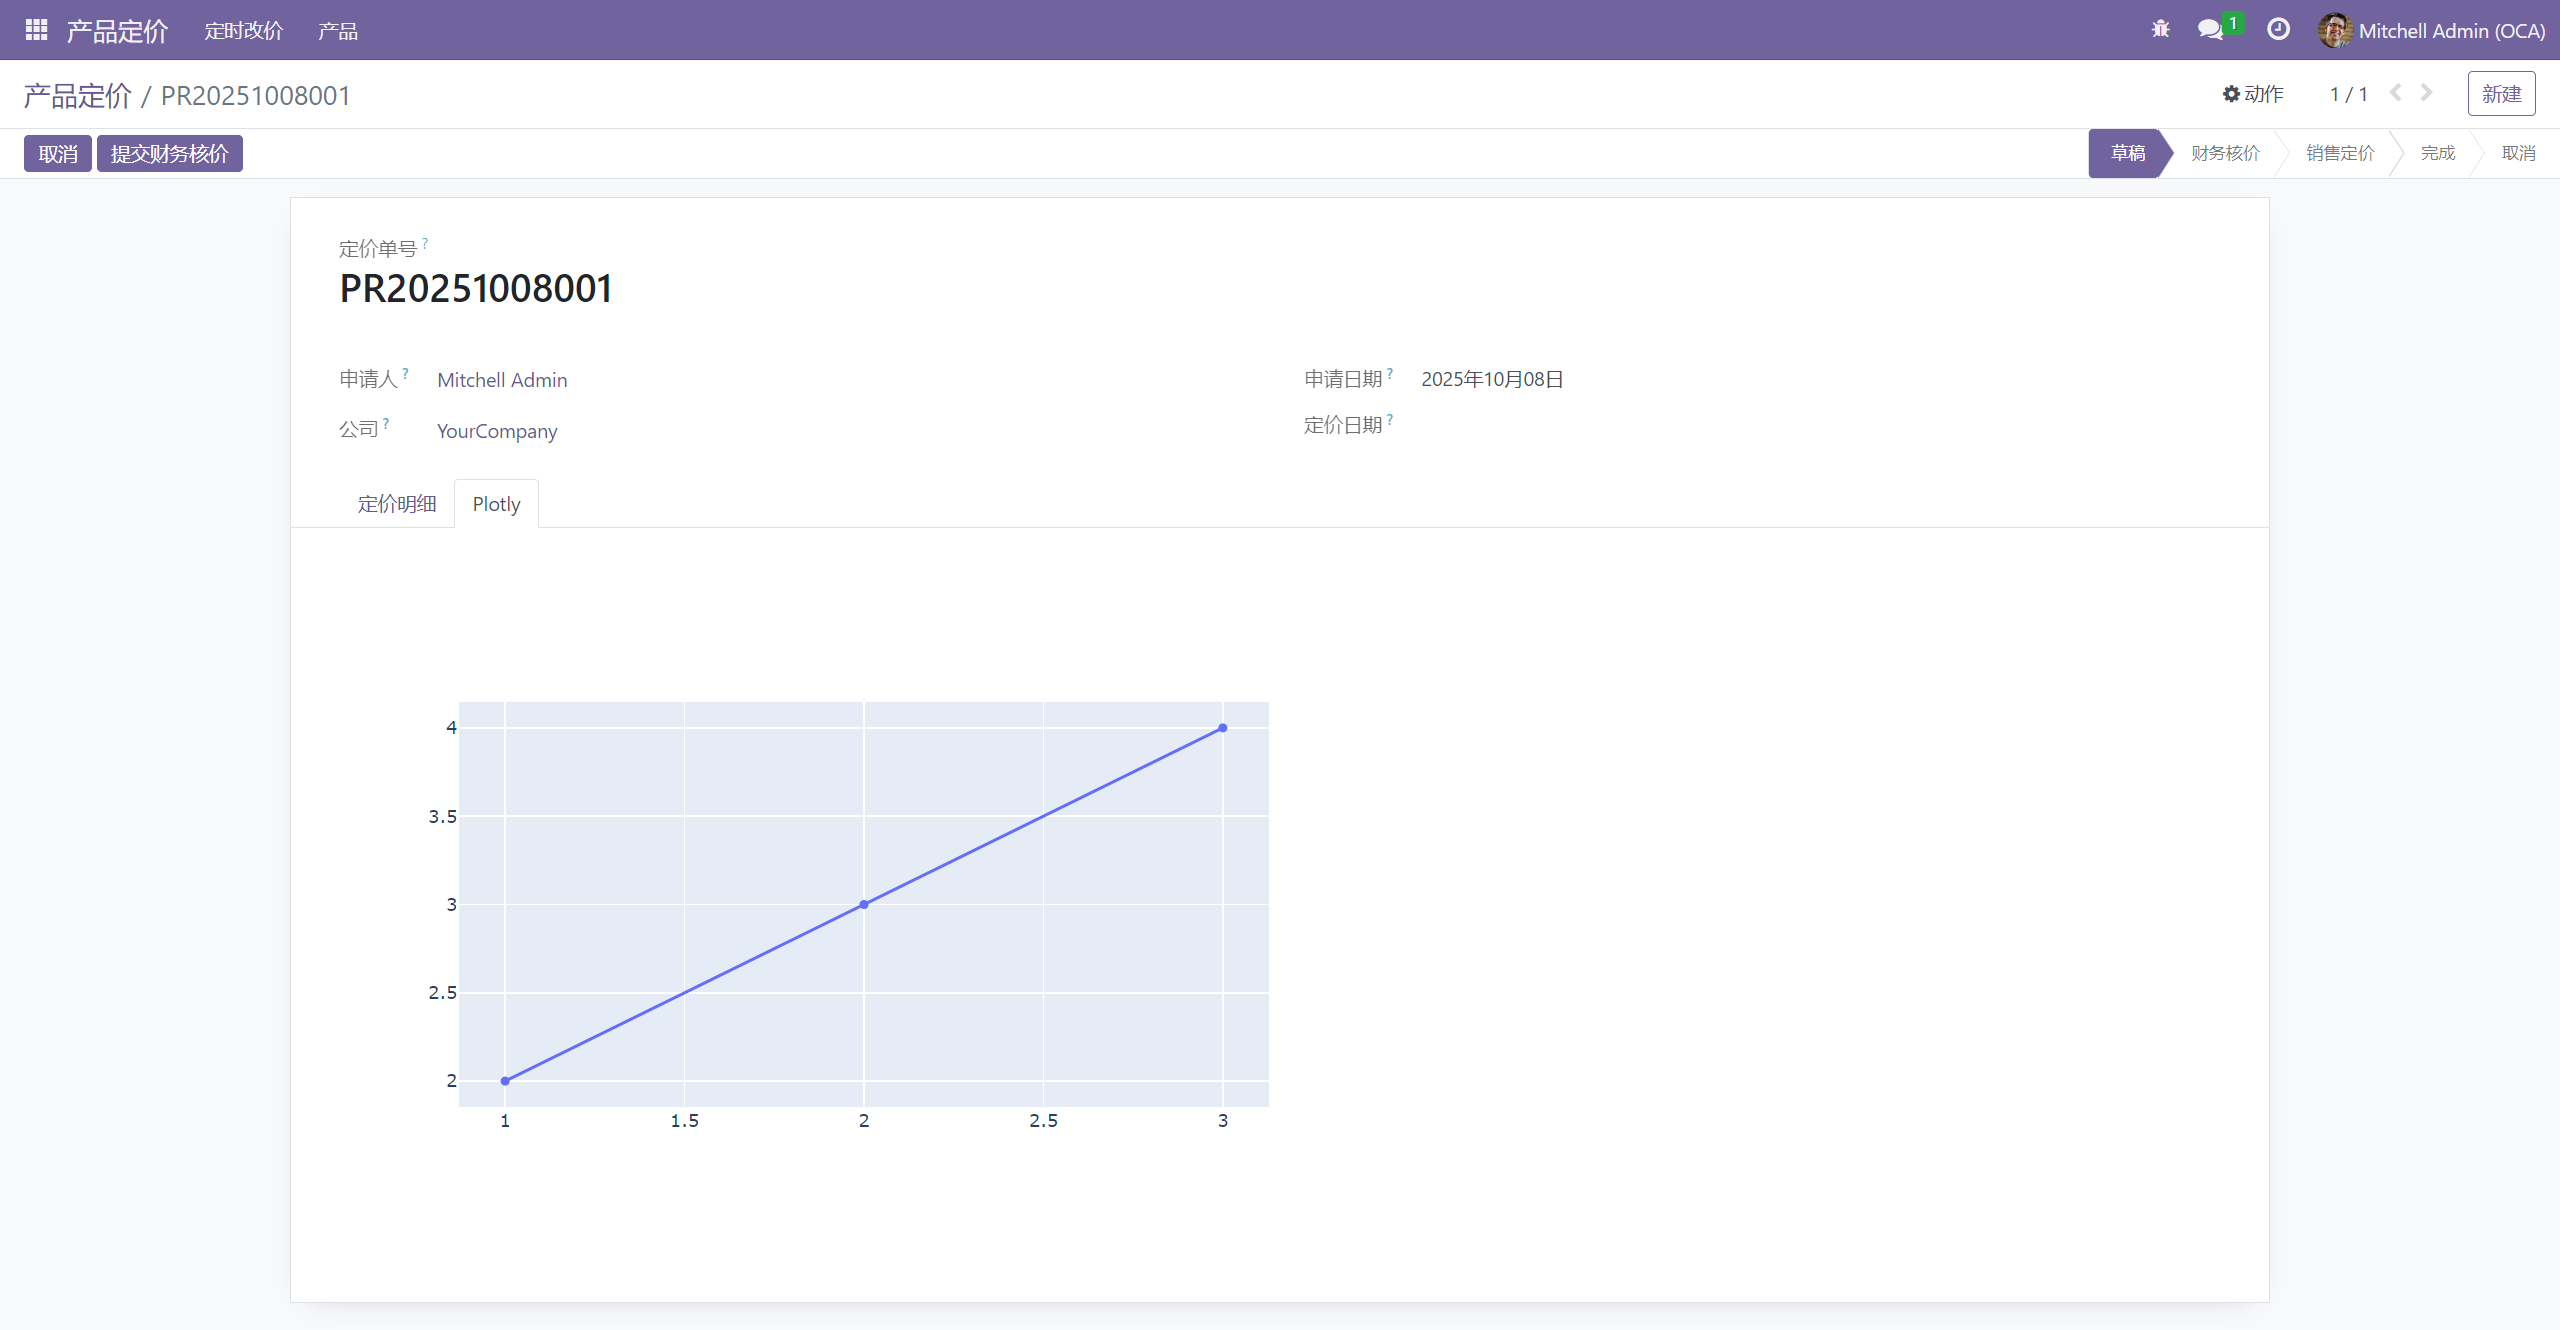 产品定价 定时改价 产品 1 Mitchell Admin (OCA)
产品定价 / PR20251008001 动作 1 / 1 新建
取消 提交财务核价 草稿 财务核价 销售定价 完成 取消
定价单号 ?
PR20251008001
申请人 ? Mitchell Admin 申请日期 ? 2025年10月08日
公司 ? YourCompany 定价日期 ?
定价明细 Plotly
4
3.5
3
2.5
2
1 1.5 2 2.5 3